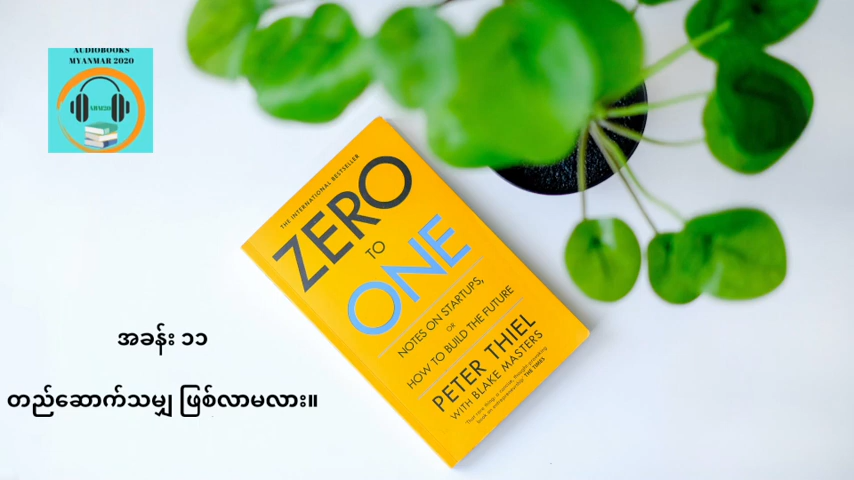 AUDIOBOOKS
MYANMAR 2020
ABM2020
THE INTERNATIONAL BESTSELLER
ZERO
TO
ONE
NOTES ON STARTUPS,
OR
HOW TO BUILD THE FUTURE
PETER THIEL
WITH BLAKE MASTERS
THE TIMES
အခန်း ၁၁
တည်ဆောက်သမျှ ဖြစ်လာမလား။